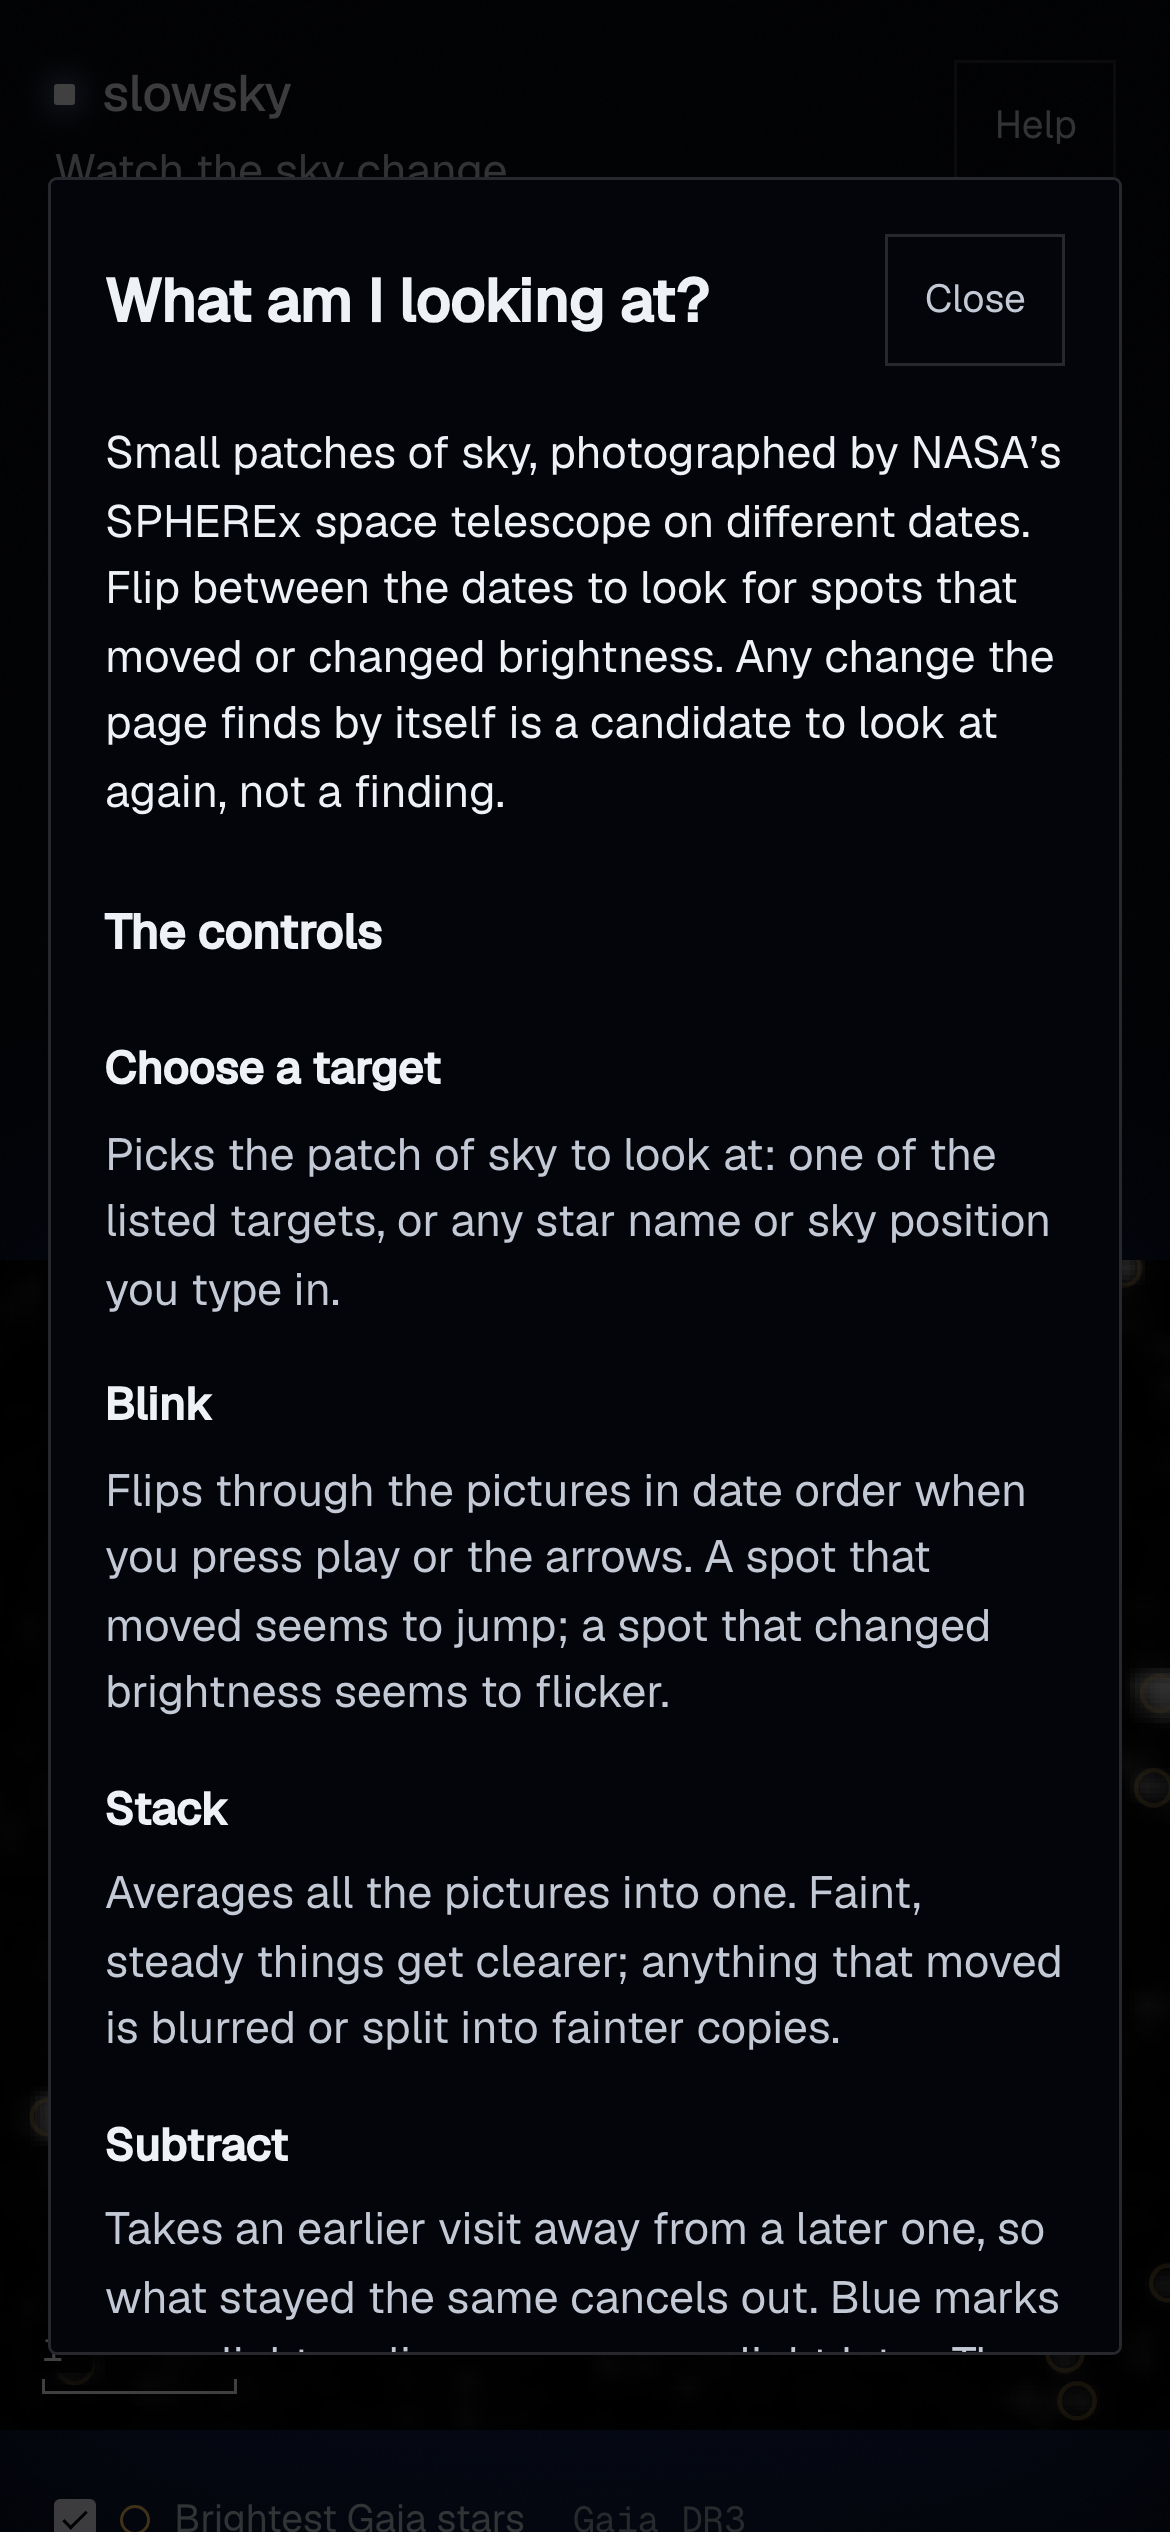 slowsky
Help
Watch the sky change
What am I looking at?
Close
Small patches of sky, photographed by NASA’s
SPHEREx space telescope on different dates.
Flip between the dates to look for spots that
moved or changed brightness. Any change the
page finds by itself is a candidate to look at
again, not a finding.
The controls
Choose a target
Picks the patch of sky to look at: one of the
listed targets, or any star name or sky position
you type in.
Blink
Flips through the pictures in date order when
you press play or the arrows. A spot that
moved seems to jump; a spot that changed
brightness seems to flicker.
Stack
Averages all the pictures into one. Faint,
steady things get clearer; anything that moved
is blurred or split into fainter copies.
Subtract
Takes an earlier visit away from a later one, so
what stayed the same cancels out. Blue marks
Brightest Gaia stars Gaia DR3